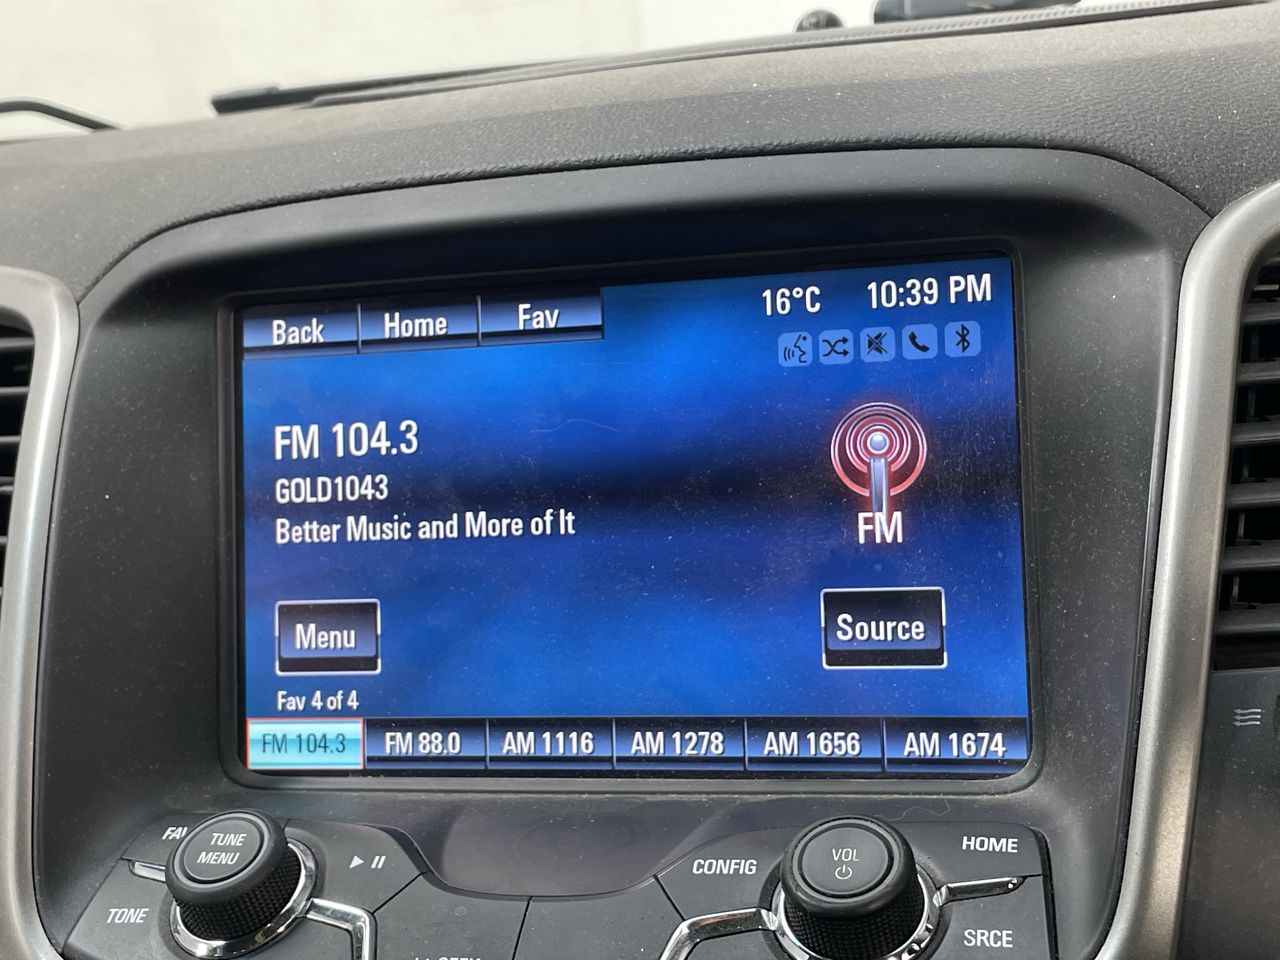 Back Home Fav 16°C 10:39 PM
FM 104.3
GOLD1043
Better Music and More of It
FM
Menu Source
Fav 4 of 4
FM 104.3 FM 88.0 AM 1116 AM 1278 AM 1656 AM 1674
TUNE
MENU
CONFIG VOL HOME
TONE SRCE